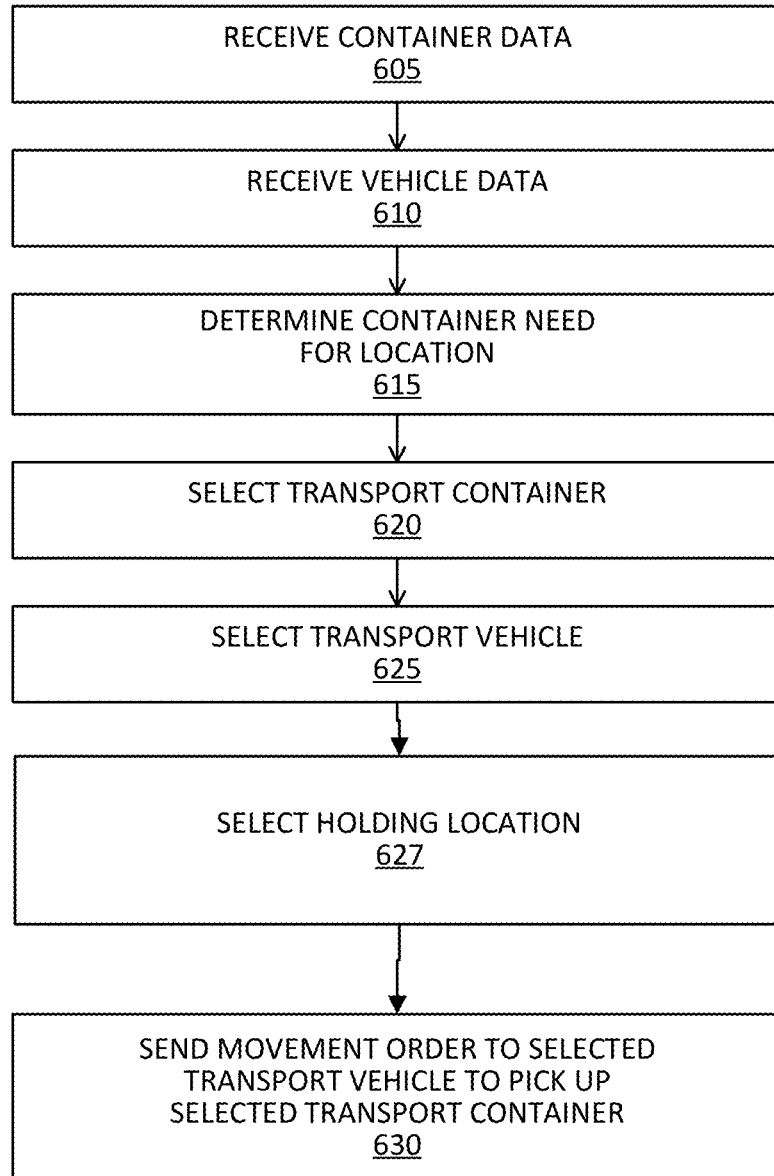 RECEIVE CONTAINER DATA
605
RECEIVE VEHICLE DATA
610
DETERMINE CONTAINER NEED
FOR LOCATION
615
SELECT TRANSPORT CONTAINER
620
SELECT TRANSPORT VEHICLE
625
SELECT HOLDING LOCATION
627
SEND MOVEMENT ORDER TO SELECTED
TRANSPORT VEHICLE TO PICK UP
SELECTED TRANSPORT CONTAINER
630